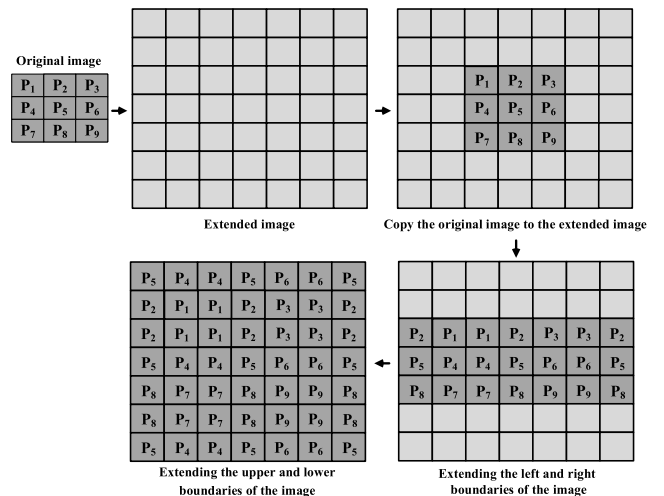 Original image
P₁ P₂ P₃
P₄ P₅ P₆
P₇ P₈ P₉
Extended image
P₁ P₂ P₃
P₄ P₅ P₆
P₇ P₈ P₉
Copy the original image to the extended image
P₂ P₁ P₁ P₂ P₃ P₃ P₂
P₅ P₄ P₄ P₅ P₆ P₆ P₅
P₈ P₇ P₇ P₈ P₉ P₉ P₈
Extending the left and right
boundaries of the image
P₅ P₄ P₄ P₅ P₆ P₆ P₅
P₂ P₁ P₁ P₂ P₃ P₃ P₂
P₂ P₁ P₁ P₂ P₃ P₃ P₂
P₅ P₄ P₄ P₅ P₆ P₆ P₅
P₈ P₇ P₇ P₈ P₉ P₉ P₈
P₈ P₇ P₇ P₈ P₉ P₉ P₈
P₅ P₄ P₄ P₅ P₆ P₆ P₅
Extending the upper and lower
boundaries of the image